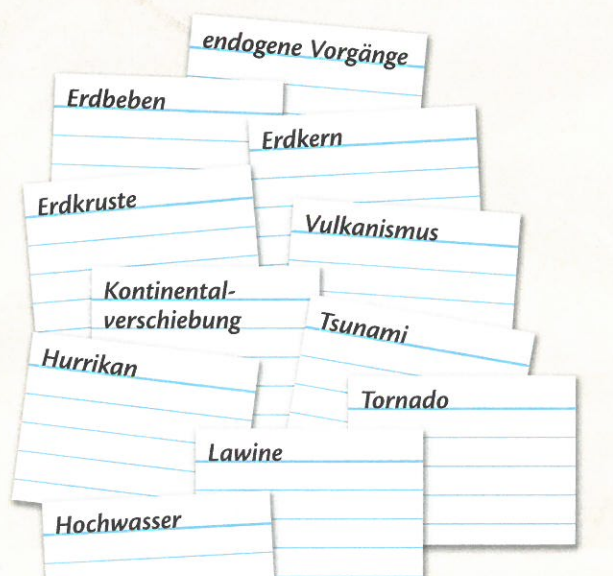 endogene Vorgänge
Erdbeben
Erdkern
Erdkruste
Vulkanismus
Kontinental-
verschiebung
Tsunami
Hurrikan
Tornado
Lawine
Hochwasser